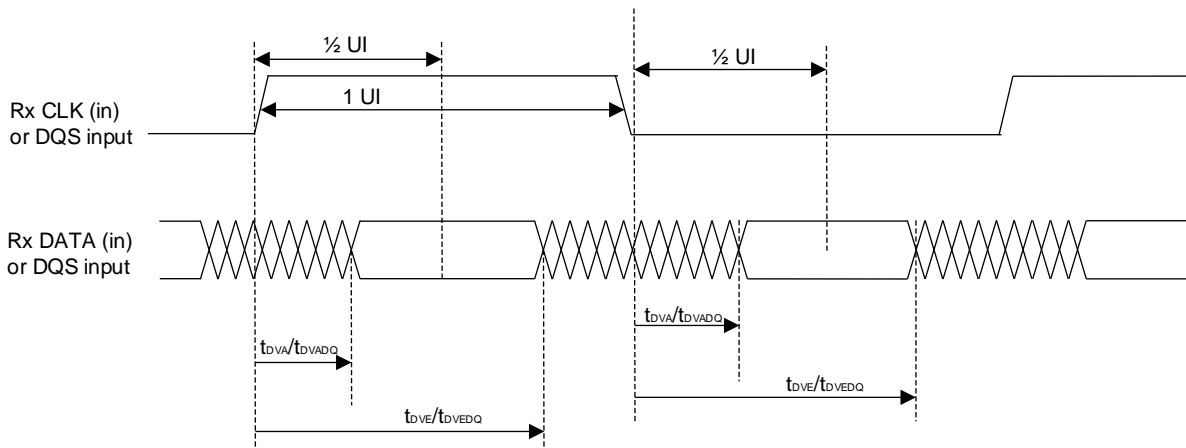 ½ UI
½ UI
1 UI
Rx CLK (in)
or DQS input
Rx DATA (in)
or DQS input
tDVA/tDVADQ
tDVA/tDVADQ
tDVE/tDVEDQ
tDVE/tDVEDQ